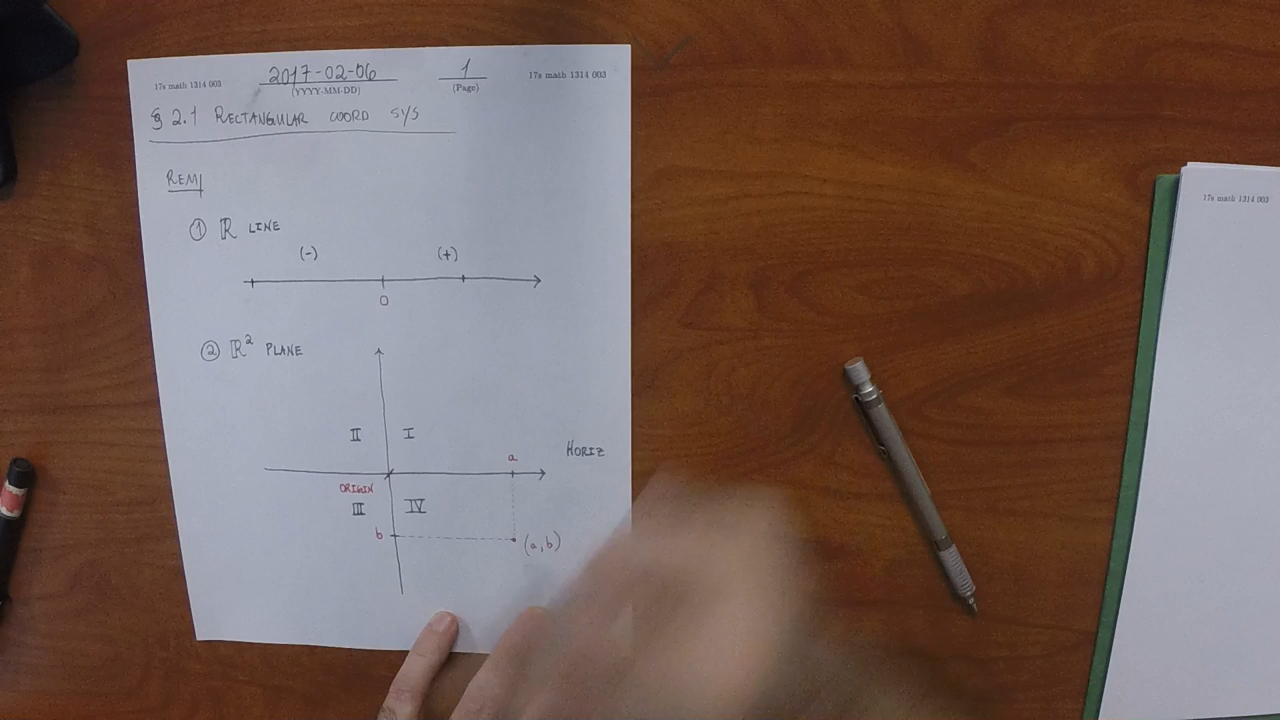 17s math 1314 003 2017-02-06 1 17s math 1314 003
(YYYY-MM-DD) (Page)
§ 2.1 RECTANGULAR COORD SYS
REM
① ℝ LINE
(-) (+)
0
② ℝ² PLANE
II I
HORIZ
a
ORIGIN
III IV
b
(a,b)
17s math 1314 003